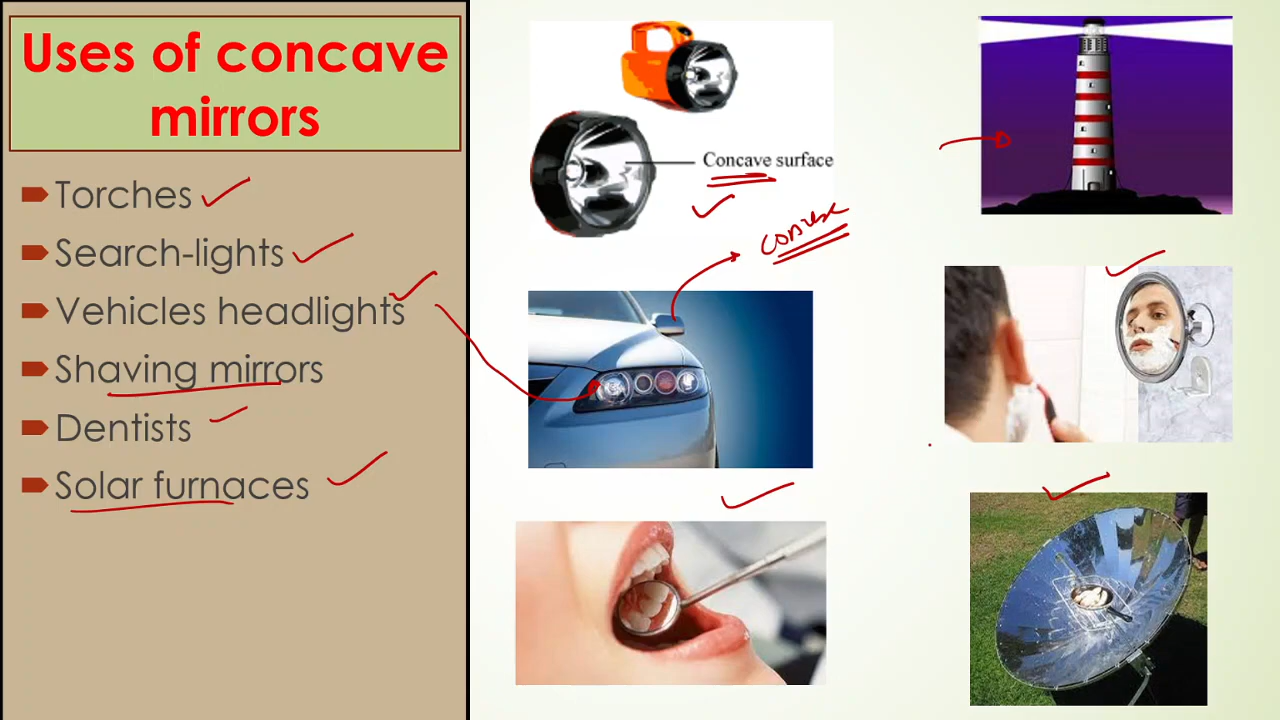 Uses of concave
mirrors
Torches
Search-lights
Vehicles headlights
Shaving mirrors
Dentists
Solar furnaces
Concave surface
convex